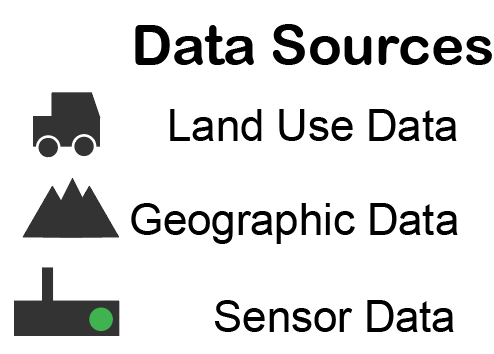 Data Sources
Land Use Data
Geographic Data
Sensor Data